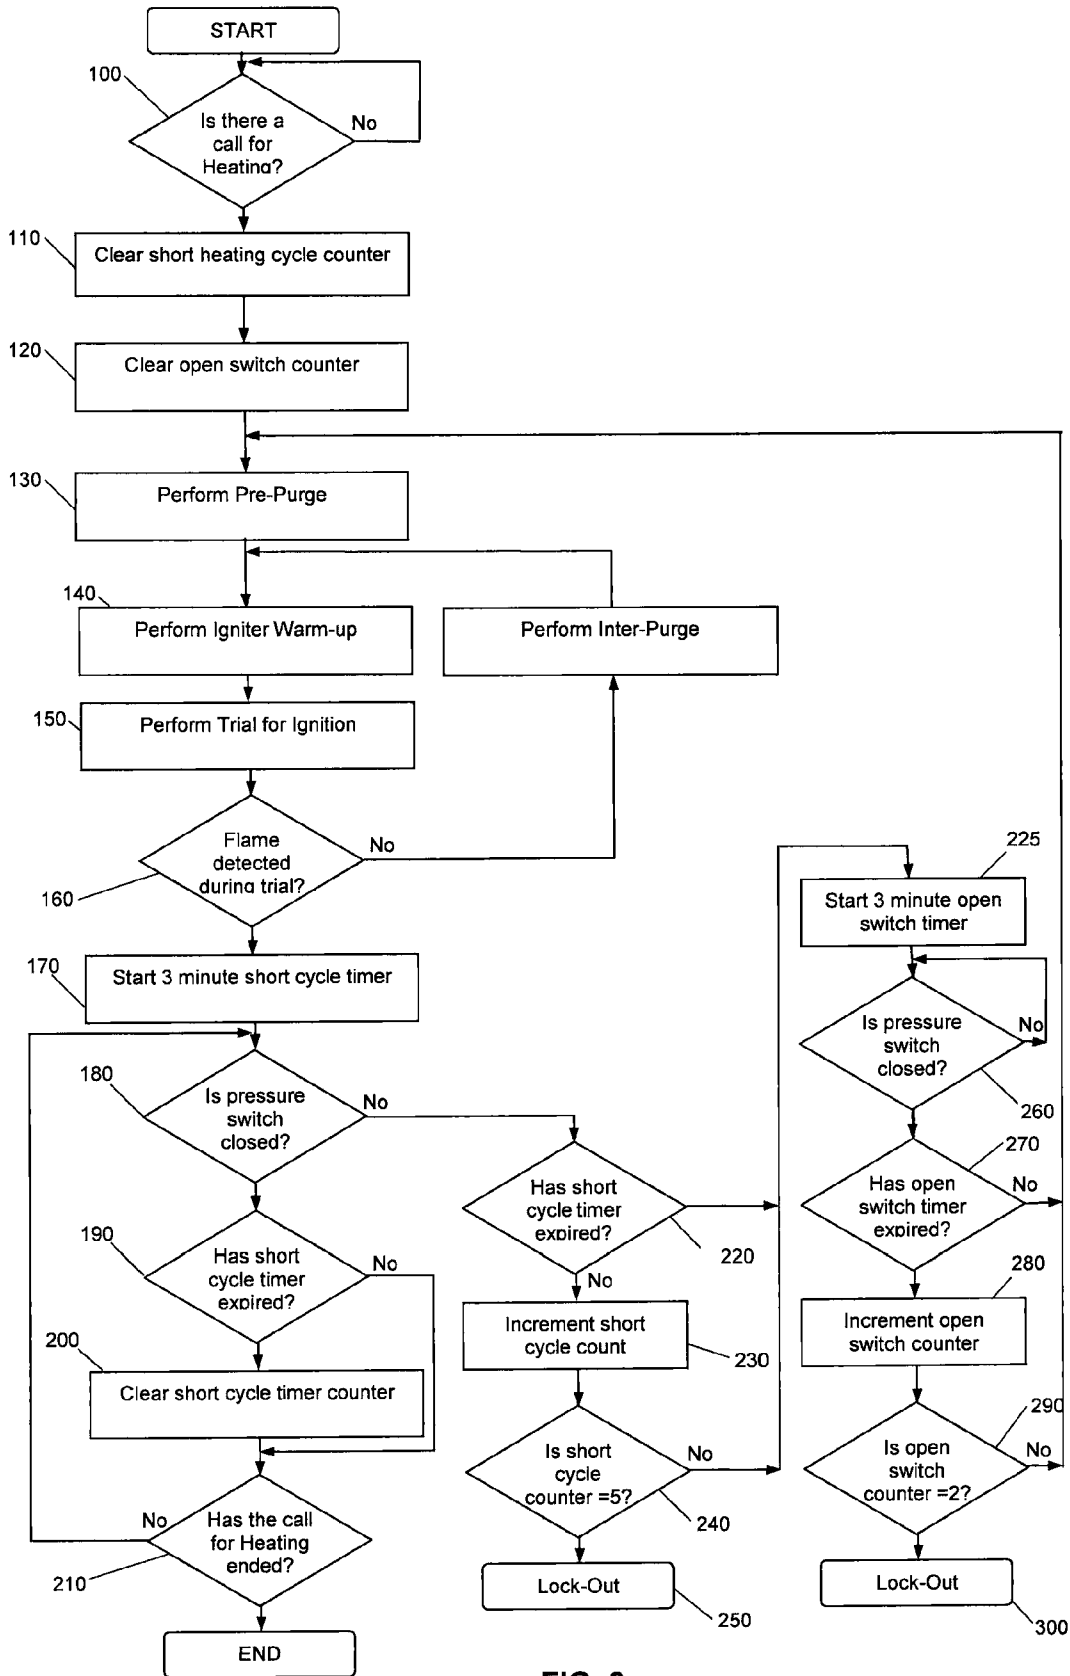 START
100
Is there a
call for
Heating?
No
110
Clear short heating cycle counter
120
Clear open switch counter
130
Perform Pre-Purge
140
Perform Igniter Warm-up
Perform Inter-Purge
150
Perform Trial for Ignition
160
Flame
detected
during trial?
No
170
Start 3 minute short cycle timer
180
Is pressure
switch
closed?
No
190
Has short
cycle timer
expired?
No
200
Clear short cycle timer counter
210
Has the call
for Heating
ended?
No
END
Has short
cycle timer
expired?
220
No
Increment short
cycle count
230
Is short
cycle
counter =5?
No
240
Lock-Out
250
225
Start 3 minute open
switch timer
Is pressure
switch
closed?
No
260
270
Has open
switch timer
expired?
No
280
Increment open
switch counter
290
Is open
switch
counter =2?
No
Lock-Out
300